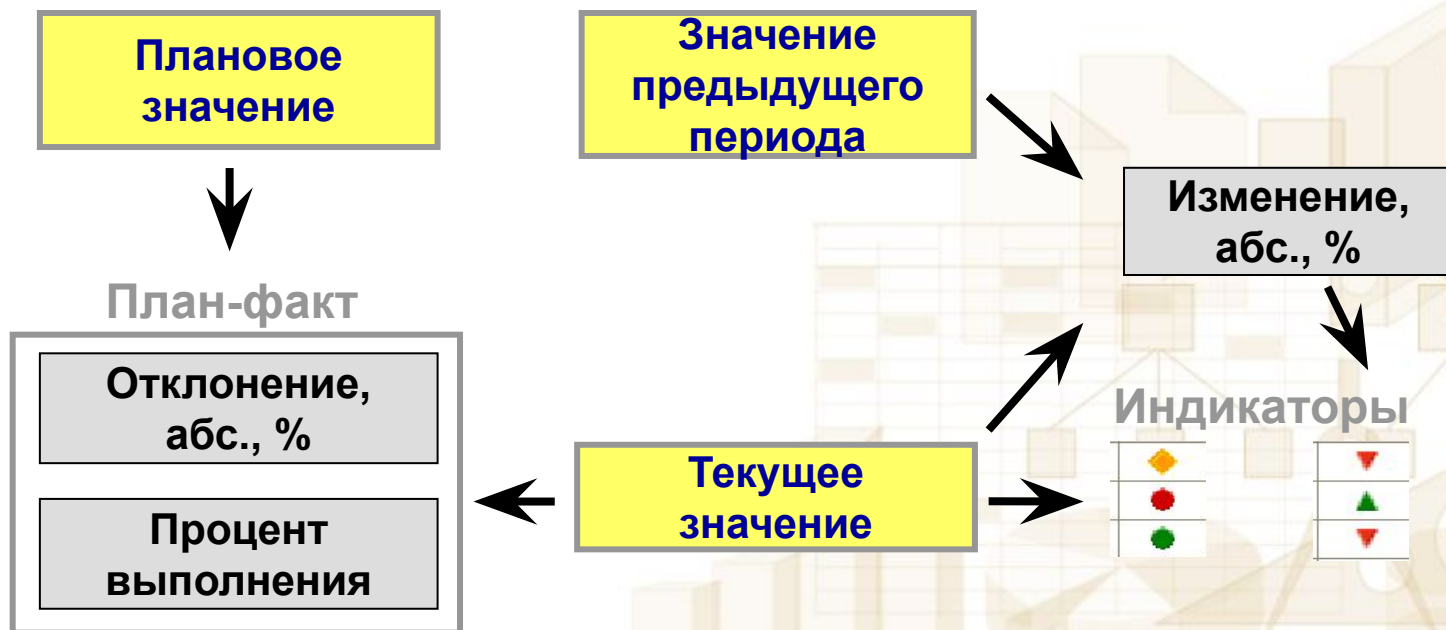 Плановое
значение
Значение
предыдущего
периода
Изменение,
абс., %
План-факт
Отклонение,
абс., %
Процент
выполнения
Текущее
значение
Индикаторы